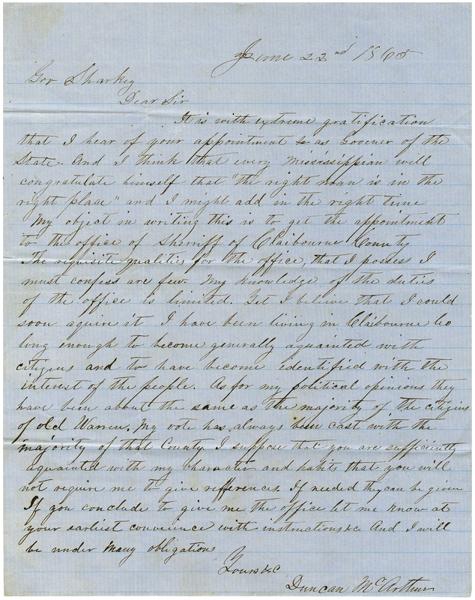 June 22nd 1865
Gov Sharkey
Dear Sir
It is with extreme gratification
that I hear of your appointment to as Govener of the
State. And I think that every Mississippian will
congratulate himself that "the right man is in the
right place" and I might add in the right time
My object in writing this is to get the appointment
to the office of Sherriff of Claibourne County
The requisite qualities for the office, that I possess I
must confess are few. My knowledge of the duties
of the office is limited. Yet I believe that I could
soon aquire it I have been living in Claibourne Co
long enough to become generally aquainted with
citizens and to have become identified with the
interest of the people. As for my political opinions they
have been about the same as the majority of the citizens
of old Warren, My vote has always been cast with the
majority of that County. I suppose tho you are sufficiently
aquainted with my character and habits that you will
not require me to give refferences. If needed they can be given
If you conclude to give me the office let me know at
your earliest convinence with instructions &c And I will
be under many obligations
Yours &c
Duncan McArthur